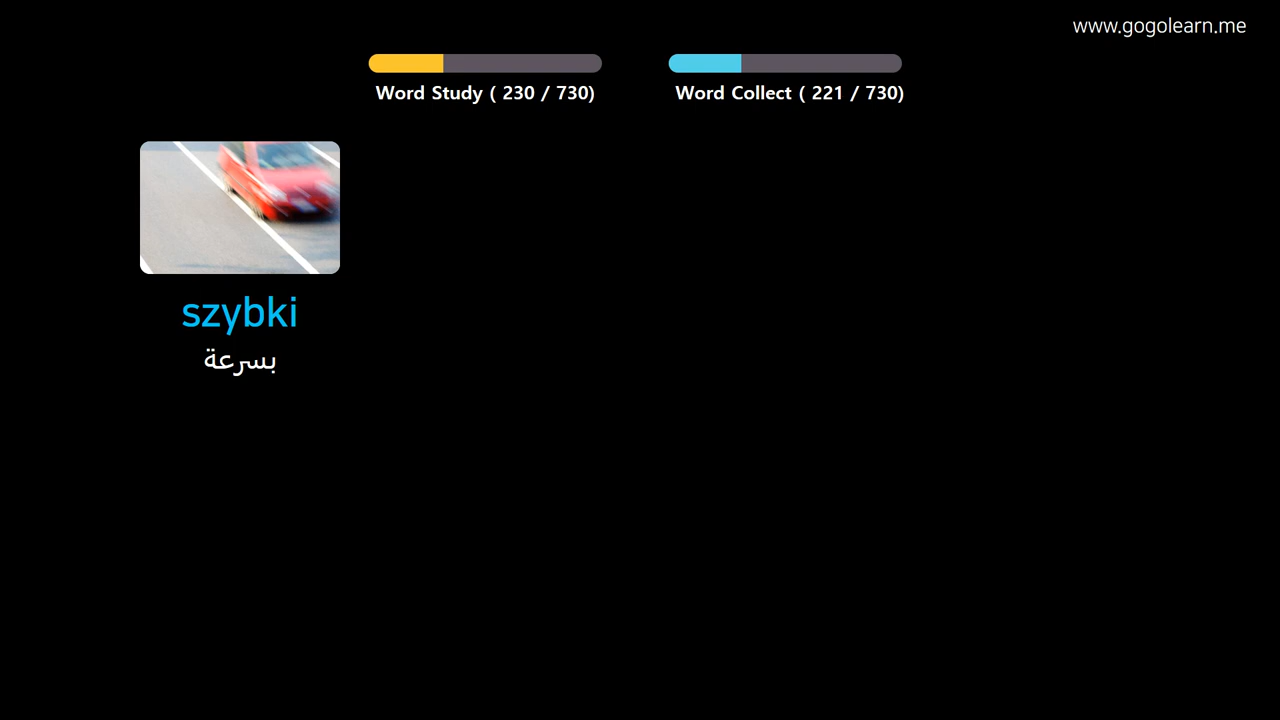 www.gogolearn.me
Word Study ( 230 / 730)
Word Collect ( 221 / 730)
szybki
بسرعة